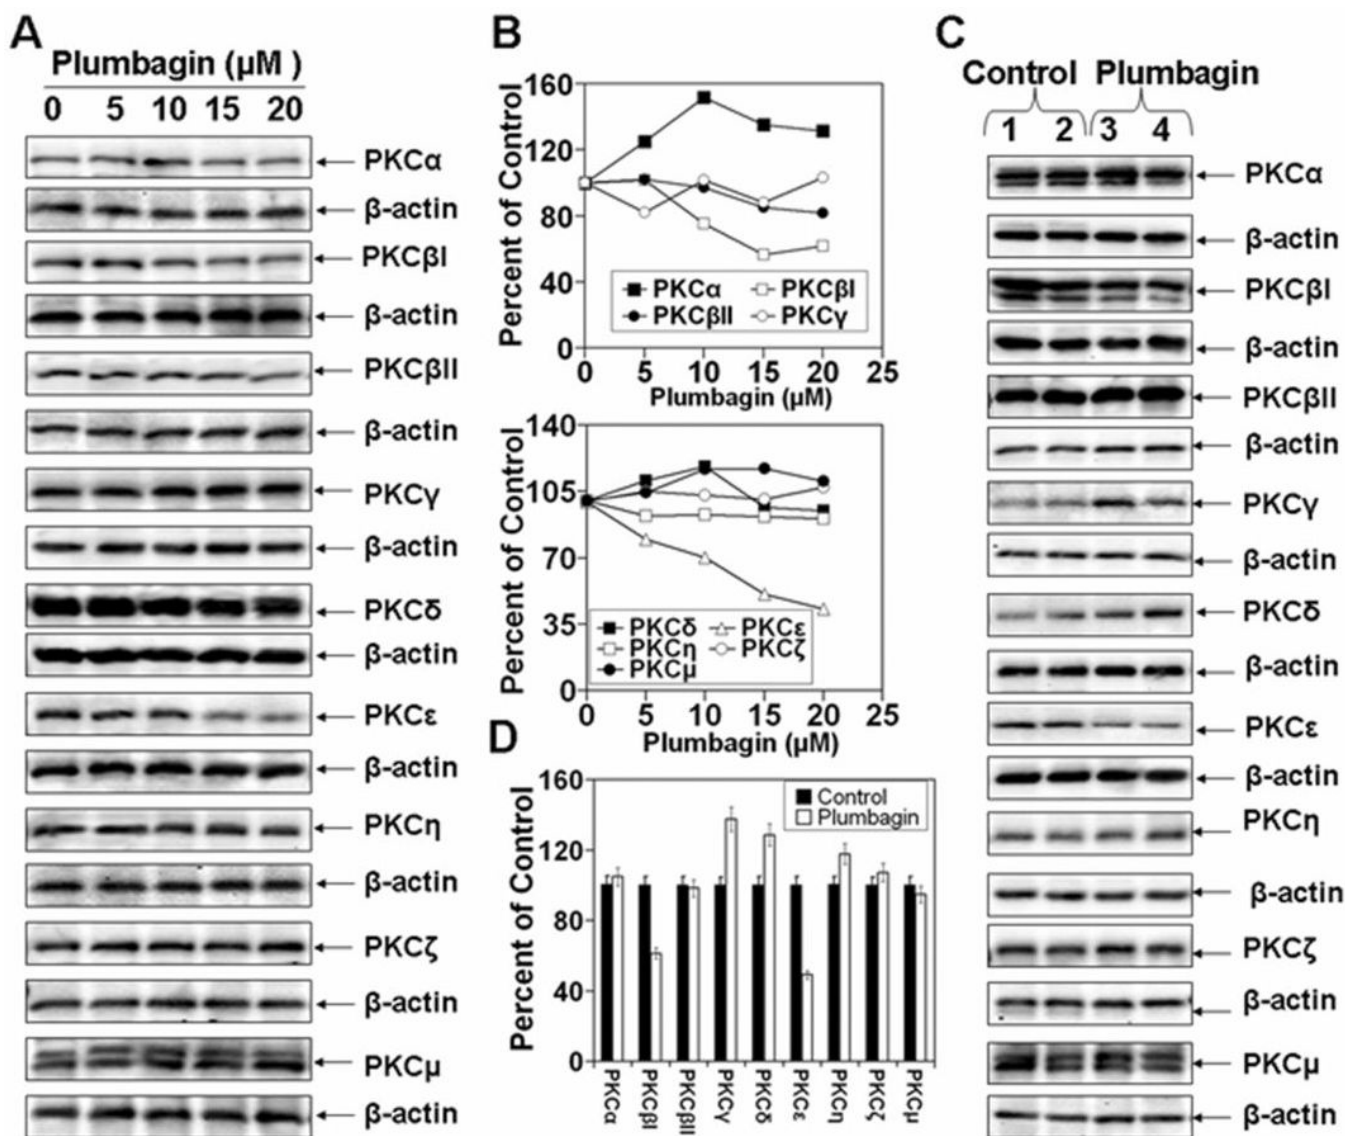 A
Plumbagin (µM )
0 5 10 15 20
PKCα
β-actin
PKCβI
β-actin
PKCβII
β-actin
PKCγ
β-actin
PKCδ
β-actin
PKCε
β-actin
PKCη
β-actin
PKCζ
β-actin
PKCµ
β-actin
B
Percent of Control
160
120
80
40
0
PKCα PKCβI
PKCβII PKCγ
0 5 10 15 20 25
Plumbagin (µM)
Percent of Control
140
105
70
35
0
PKCδ PKCε
PKCη PKCζ
PKCµ
0 5 10 15 20 25
Plumbagin (µM)
C
Control Plumbagin
1 2 3 4
PKCα
β-actin
PKCβI
β-actin
PKCβII
β-actin
PKCγ
β-actin
PKCδ
β-actin
PKCε
β-actin
PKCη
β-actin
PKCζ
β-actin
PKCµ
β-actin
D
Percent of Control
160
120
80
40
0
Control
Plumbagin
PKCα
PKCβI
PKCβII
PKCγ
PKCδ
PKCε
PKCη
PKCζ
PKCµ